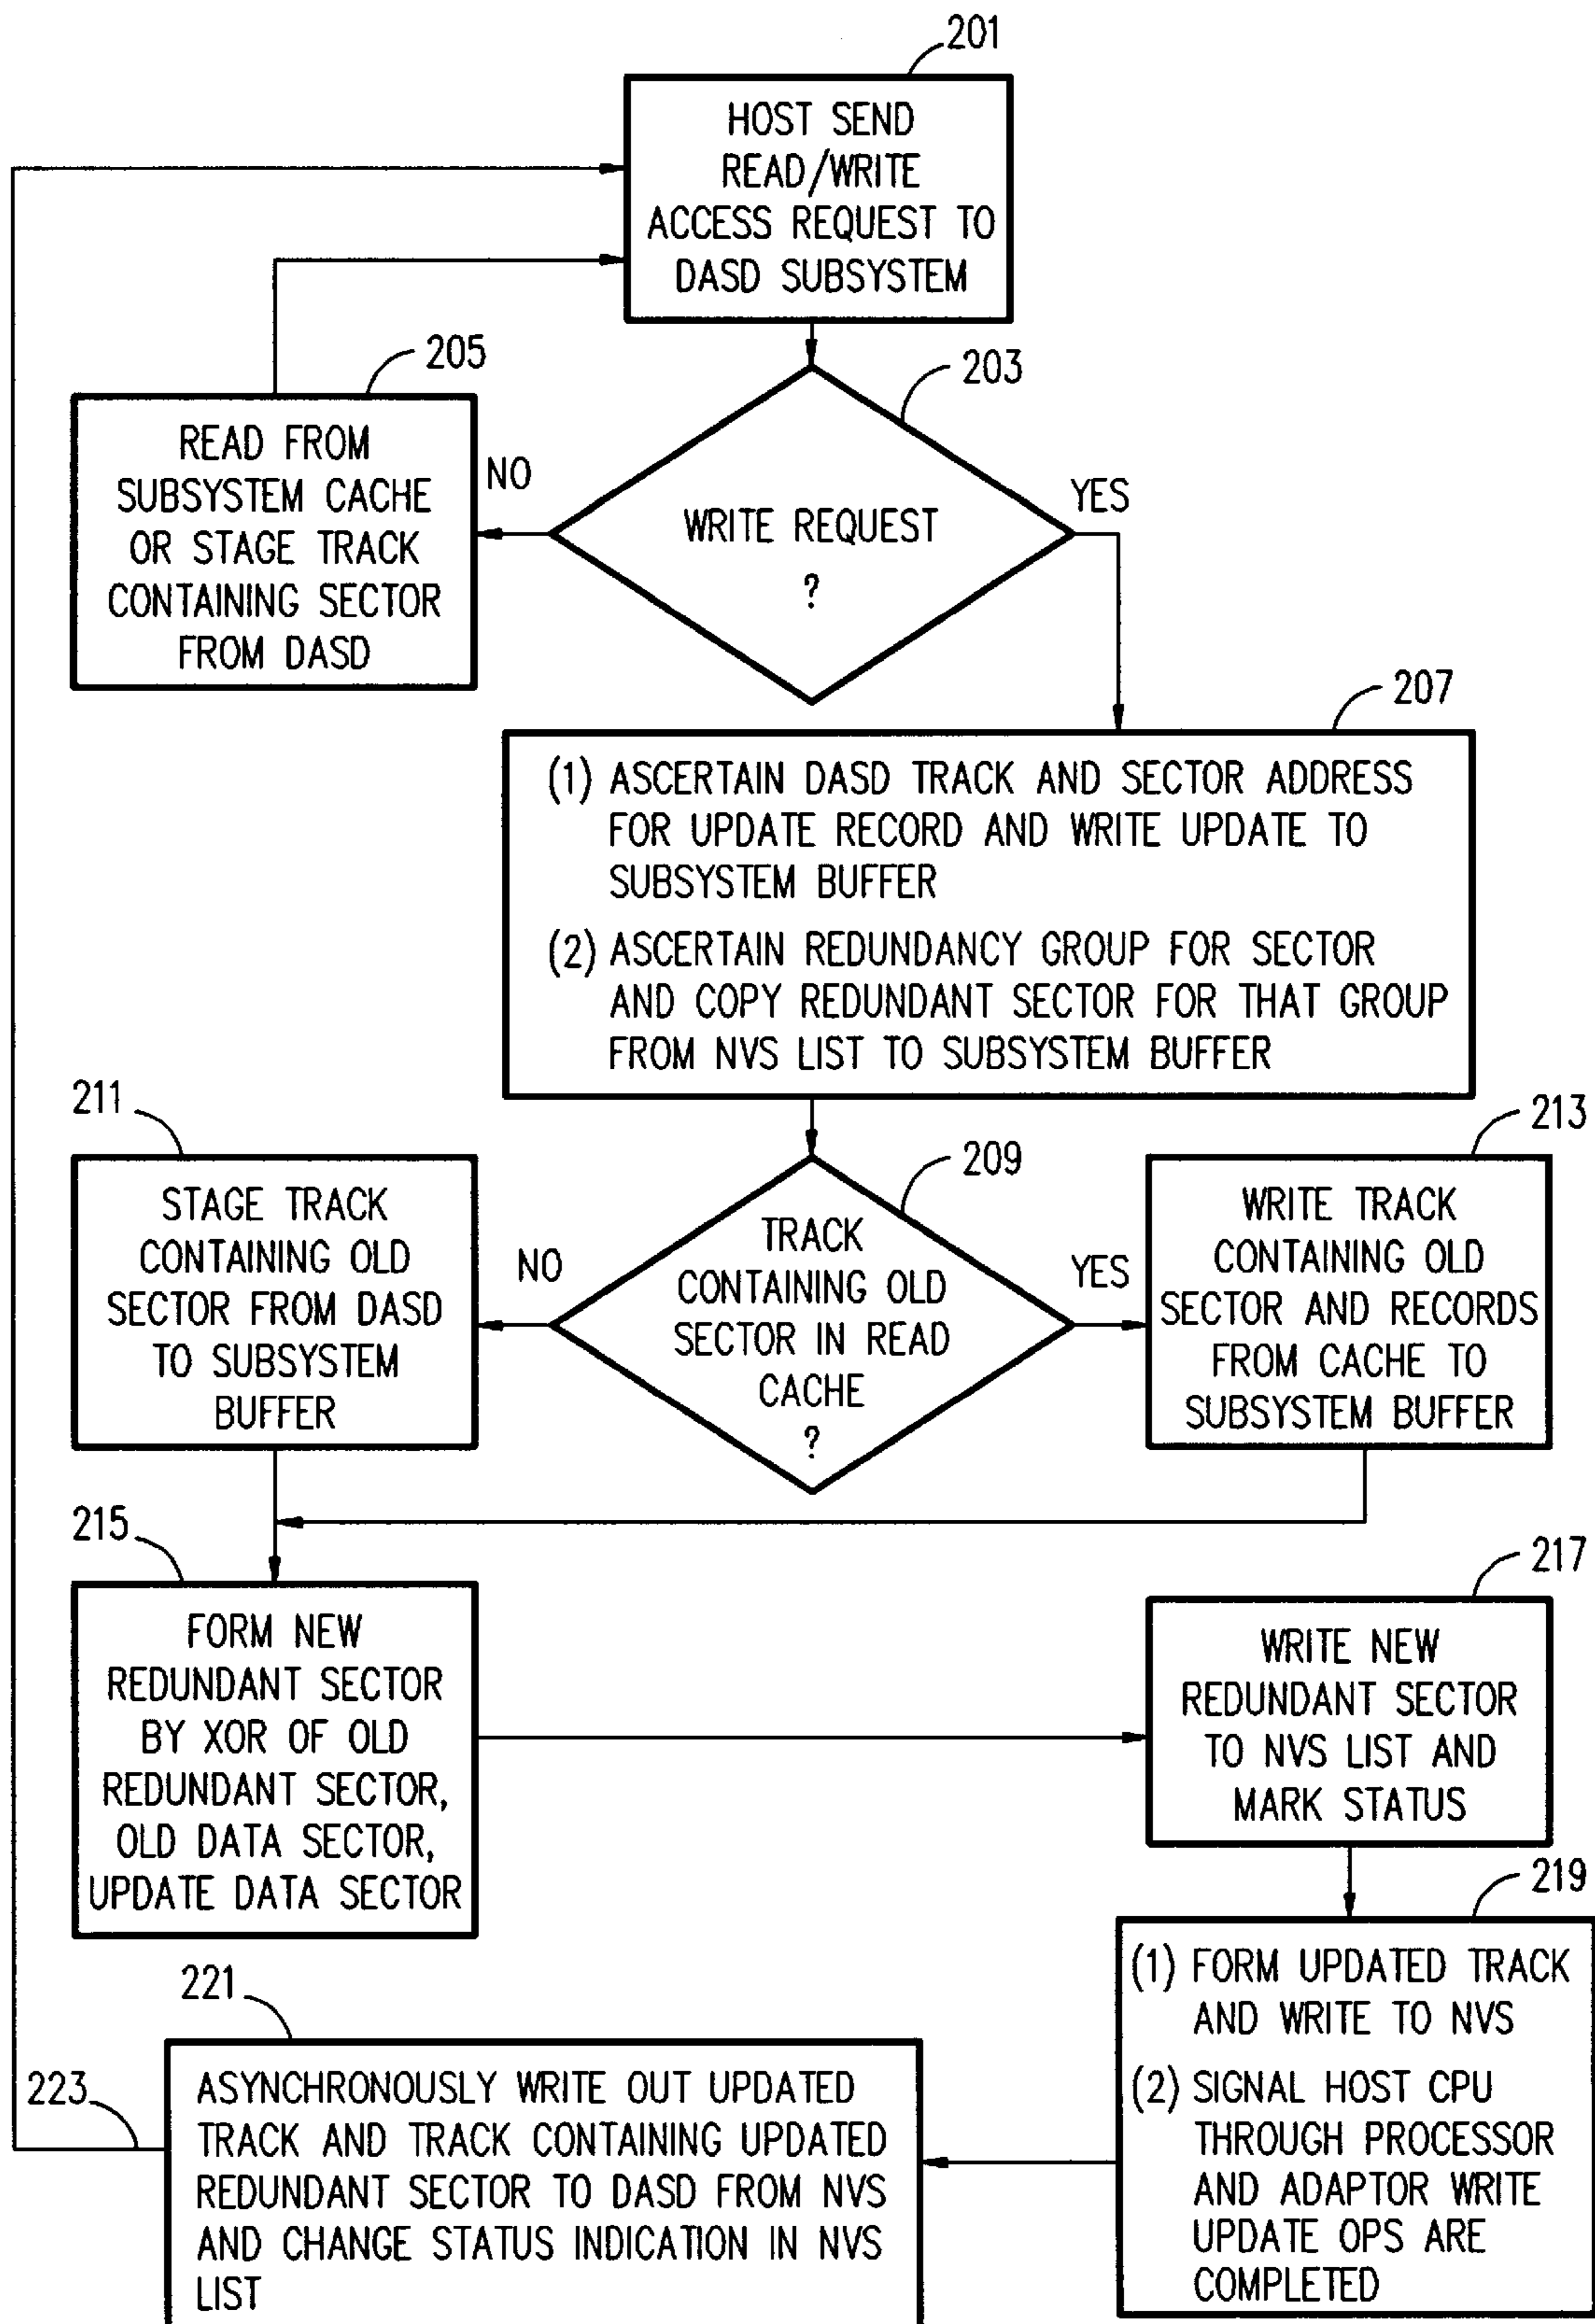 201
HOST SEND
READ/WRITE
ACCESS REQUEST TO
DASD SUBSYSTEM
205
203
READ FROM
SUBSYSTEM CACHE
OR STAGE TRACK
CONTAINING SECTOR
FROM DASD
NO
WRITE REQUEST
?
YES
207
(1) ASCERTAIN DASD TRACK AND SECTOR ADDRESS
FOR UPDATE RECORD AND WRITE UPDATE TO
SUBSYSTEM BUFFER
(2) ASCERTAIN REDUNDANCY GROUP FOR SECTOR
AND COPY REDUNDANT SECTOR FOR THAT GROUP
FROM NVS LIST TO SUBSYSTEM BUFFER
211
209
213
STAGE TRACK
CONTAINING OLD
SECTOR FROM DASD
TO SUBSYSTEM
BUFFER
NO
TRACK
CONTAINING OLD
SECTOR IN READ
CACHE
?
YES
WRITE TRACK
CONTAINING OLD
SECTOR AND RECORDS
FROM CACHE TO
SUBSYSTEM BUFFER
215
FORM NEW
REDUNDANT SECTOR
BY XOR OF OLD
REDUNDANT SECTOR,
OLD DATA SECTOR,
UPDATE DATA SECTOR
217
WRITE NEW
REDUNDANT SECTOR
TO NVS LIST AND
MARK STATUS
219
(1) FORM UPDATED TRACK
AND WRITE TO NVS
(2) SIGNAL HOST CPU
THROUGH PROCESSOR
AND ADAPTOR WRITE
UPDATE OPS ARE
COMPLETED
221
ASYNCHRONOUSLY WRITE OUT UPDATED
TRACK AND TRACK CONTAINING UPDATED
REDUNDANT SECTOR TO DASD FROM NVS
AND CHANGE STATUS INDICATION IN NVS
LIST
223